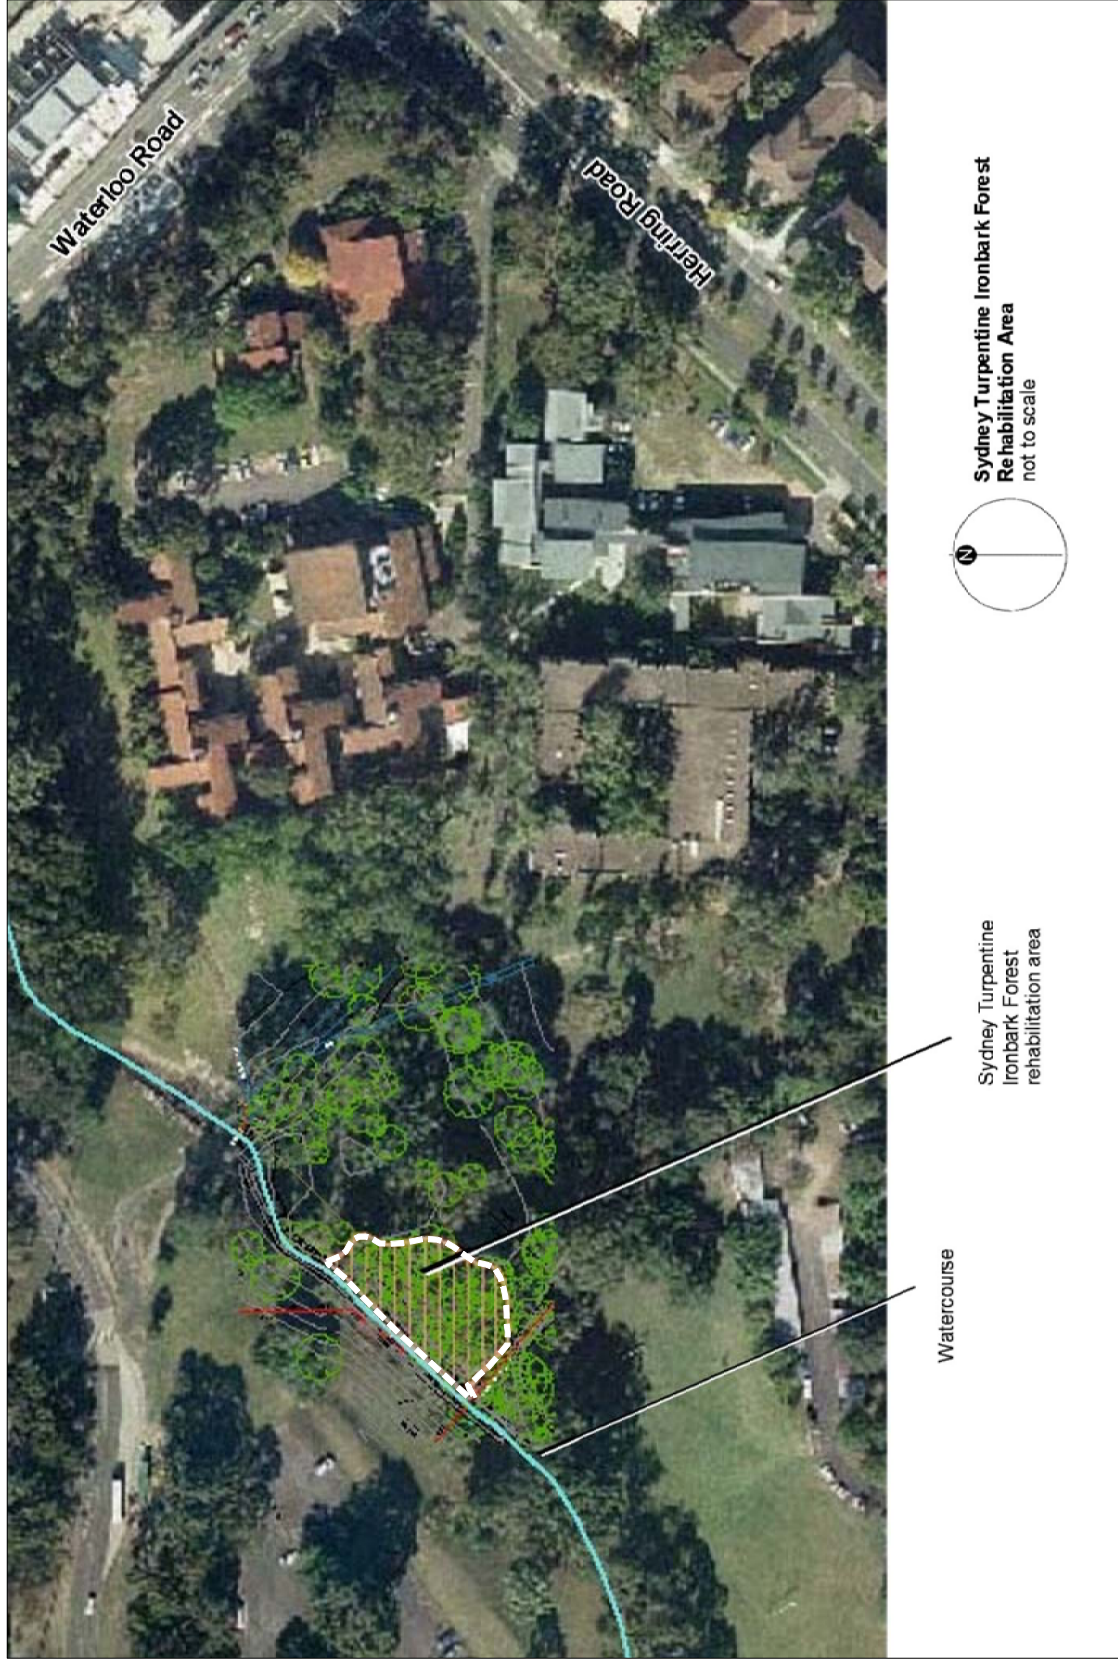 Waterloo Road
Herring Road
Sydney Turpentine
Ironbark Forest
rehabilitation area
Watercourse
N
Sydney Turpentine Ironbark Forest
Rehabilitation Area
not to scale